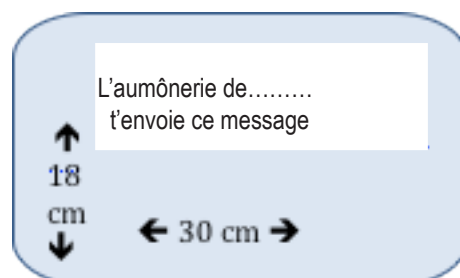 L'aumônerie de.........
t'envoie ce message
↑
18
cm
↓
← 30 cm →